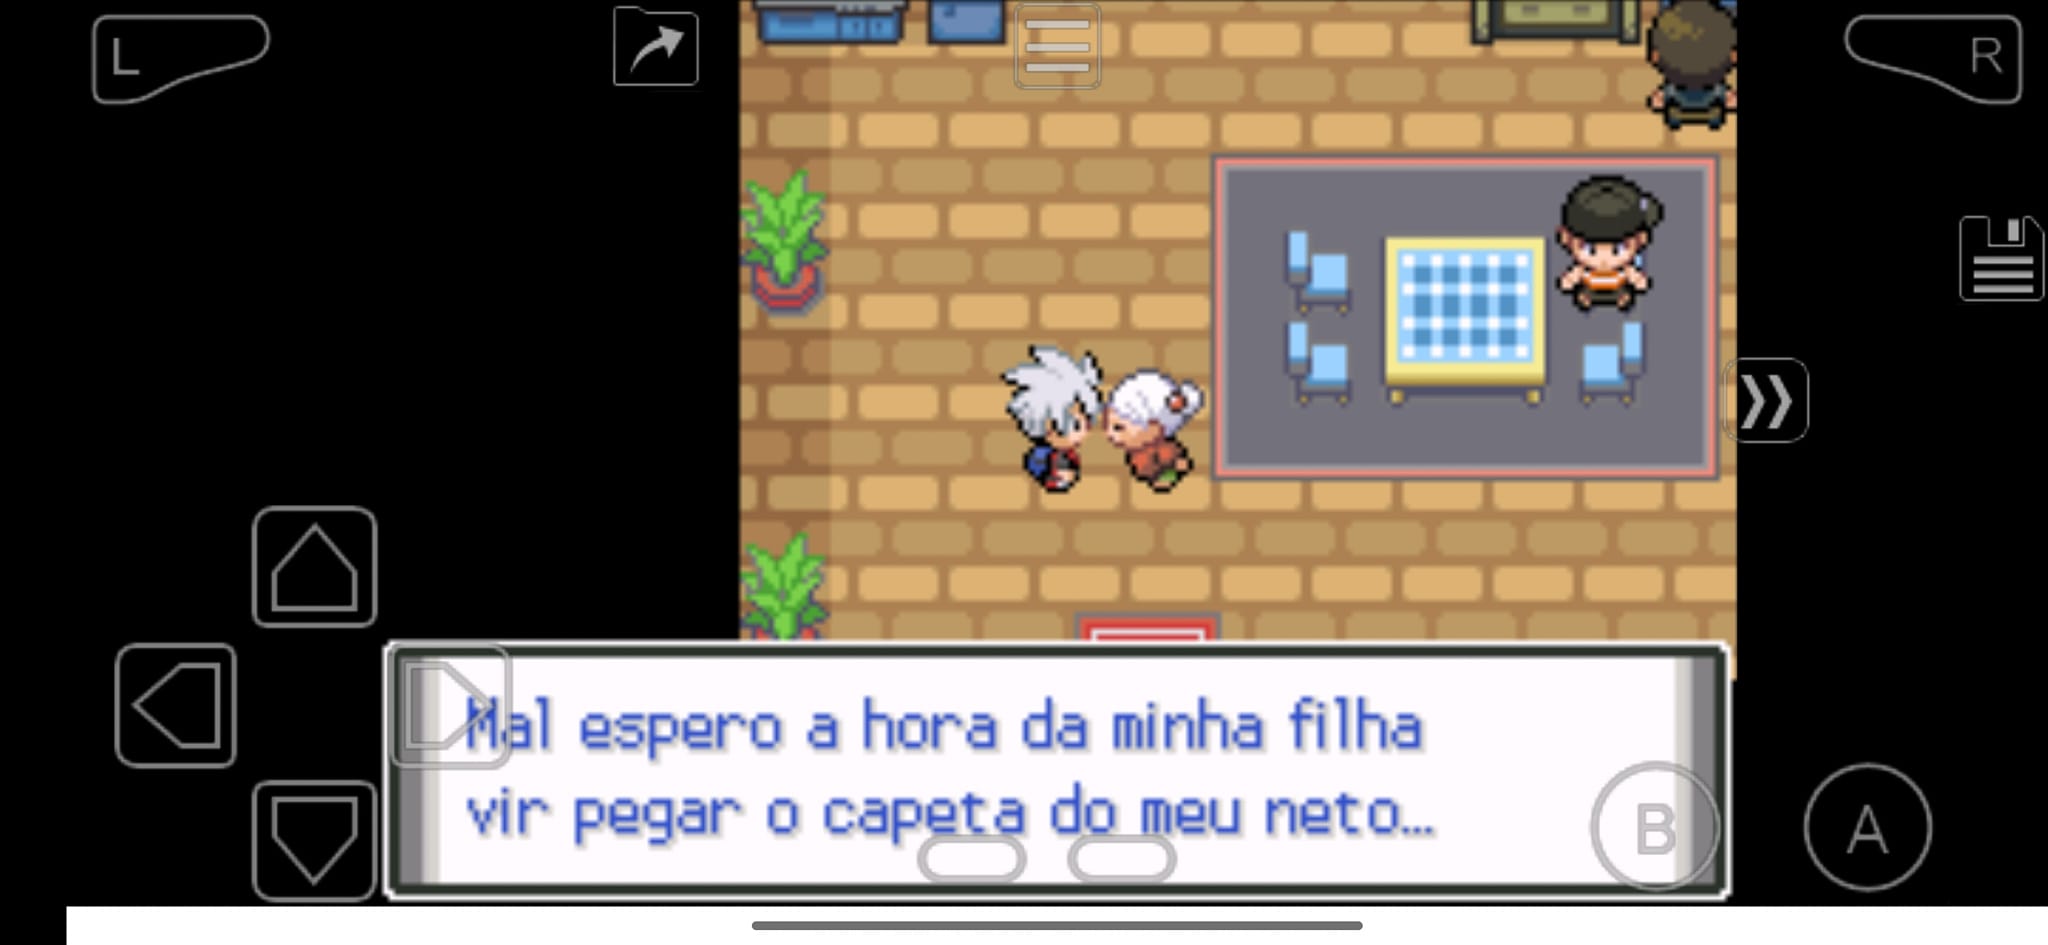 L
R
Mal espero a hora da minha filha
vir pegar o capeta do meu neto...
B
A